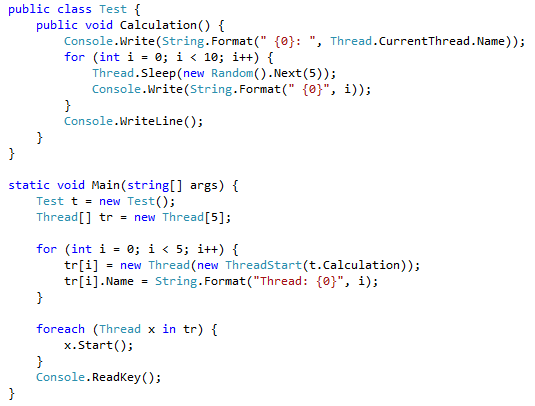 public class Test {
    public void Calculation() {
        Console.Write(String.Format(" {0}: ", Thread.CurrentThread.Name));
        for (int i = 0; i < 10; i++) {
            Thread.Sleep(new Random().Next(5));
            Console.Write(String.Format(" {0}", i));
        }
        Console.WriteLine();
    }
}

static void Main(string[] args) {
    Test t = new Test();
    Thread[] tr = new Thread[5];

    for (int i = 0; i < 5; i++) {
        tr[i] = new Thread(new ThreadStart(t.Calculation));
        tr[i].Name = String.Format("Thread: {0}", i);
    }

    foreach (Thread x in tr) {
        x.Start();
    }
    Console.ReadKey();
}